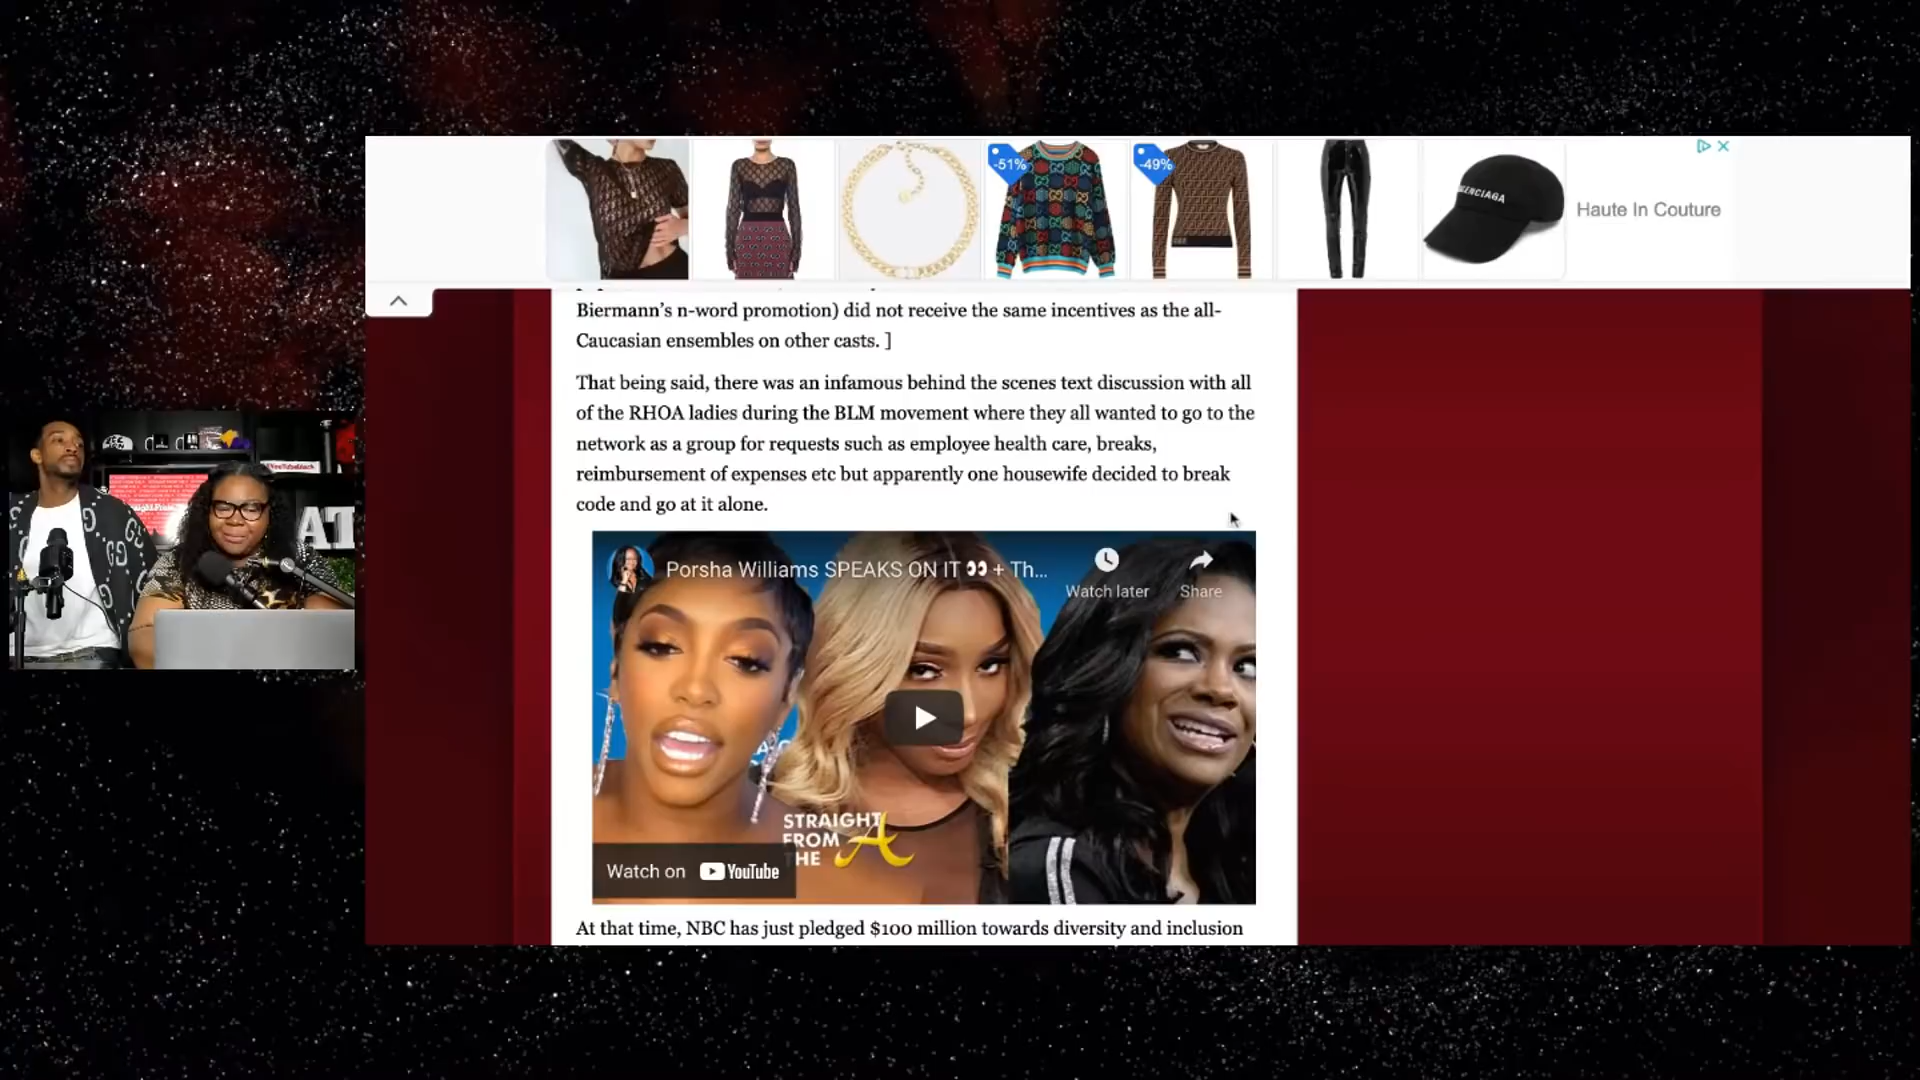 -51%
-49%
BALENCIAGA
Haute In Couture
Biermann’s n-word promotion) did not receive the same incentives as the all-
Caucasian ensembles on other casts. ]
That being said, there was an infamous behind the scenes text discussion with all
of the RHOA ladies during the BLM movement where they all wanted to go to the
network as a group for requests such as employee health care, breaks,
reimbursement of expenses etc but apparently one housewife decided to break
code and go at it alone.
Porsha Williams SPEAKS ON IT 👀 + Th...
Watch later
Share
STRAIGHT
FROM
THE A
Watch on YouTube
At that time, NBC has just pledged $100 million towards diversity and inclusion
#YouTubeBlack
AT